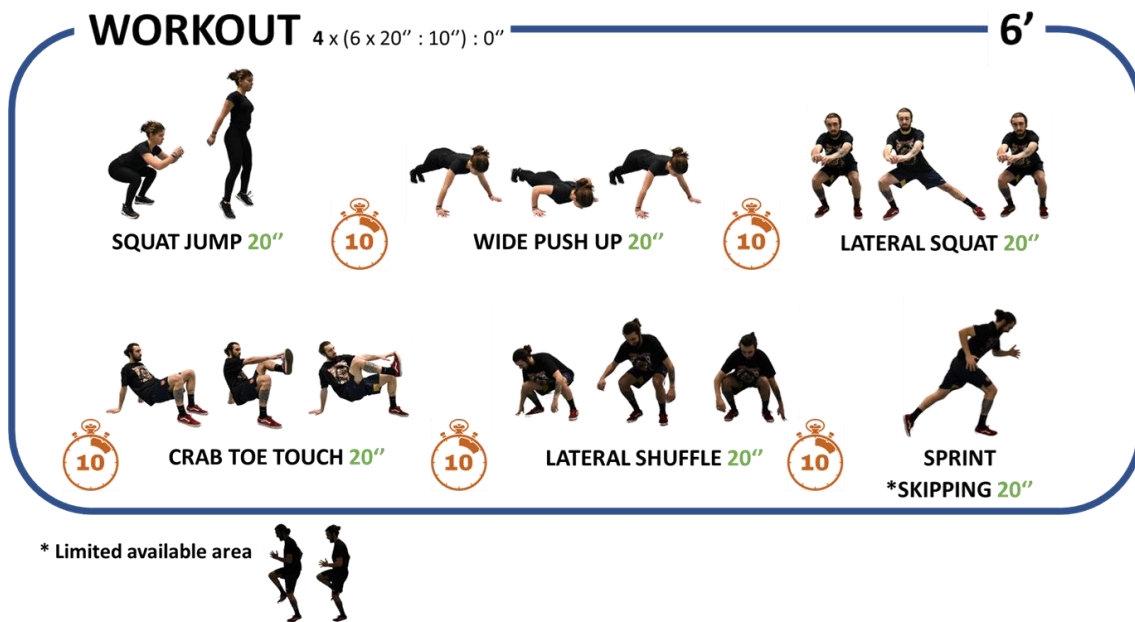 WORKOUT 4 x (6 x 20″ : 10″) : 0″ 6’
SQUAT JUMP 20″
10
WIDE PUSH UP 20″
10
LATERAL SQUAT 20″
10
CRAB TOE TOUCH 20″
10
LATERAL SHUFFLE 20″
10
SPRINT
*SKIPPING 20″
* Limited available area